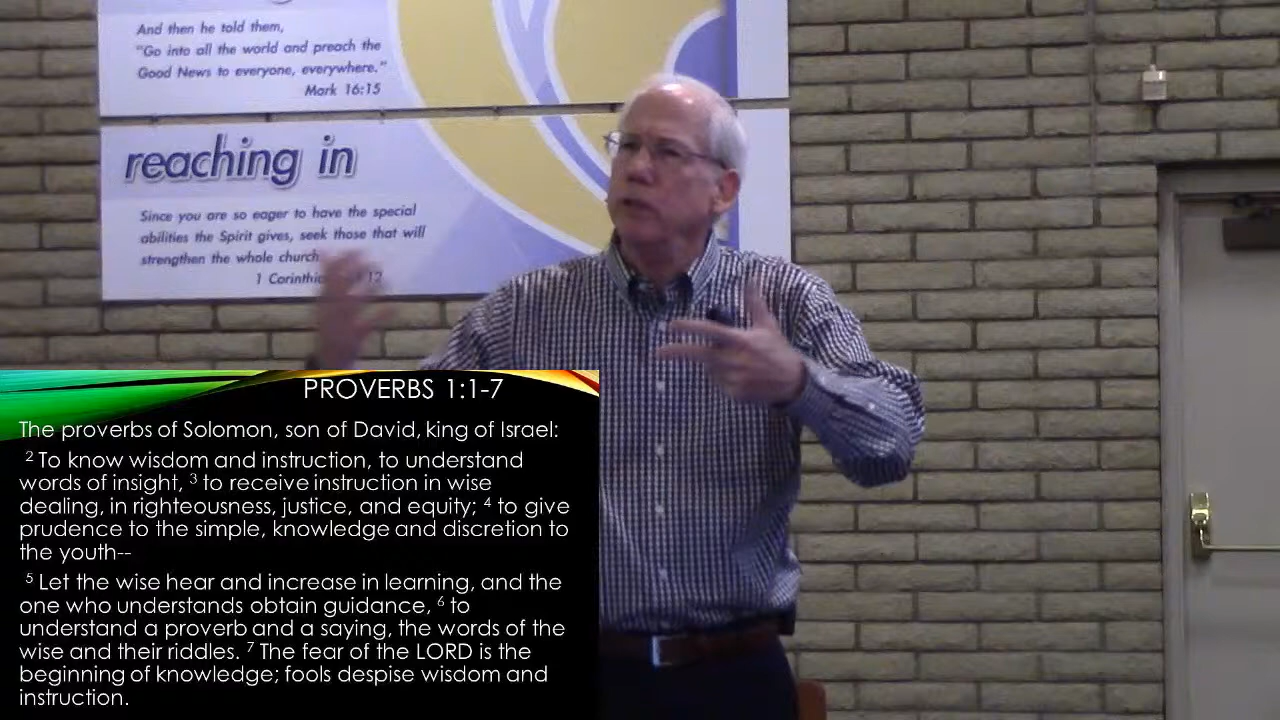 And then he told them,
"Go into all the world and preach the
Good News to everyone, everywhere."
Mark 16:15
reaching in
Since you are so eager to have the special
abilities the Spirit gives, seek those that will
strengthen the whole church
1 12
PROVERBS 1:1-7
The proverbs of Solomon, son of David, king of Israel:
2 To know wisdom and instruction, to understand
words of insight, 3 to receive instruction in wise
dealing, in righteousness, justice, and equity; 4 to give
prudence to the simple, knowledge and discretion to
the youth--
5 Let the wise hear and increase in learning, and the
one who understands obtain guidance, 6 to
understand a proverb and a saying, the words of the
wise and their riddles. 7 The fear of the LORD is the
beginning of knowledge; fools despise wisdom and
instruction.